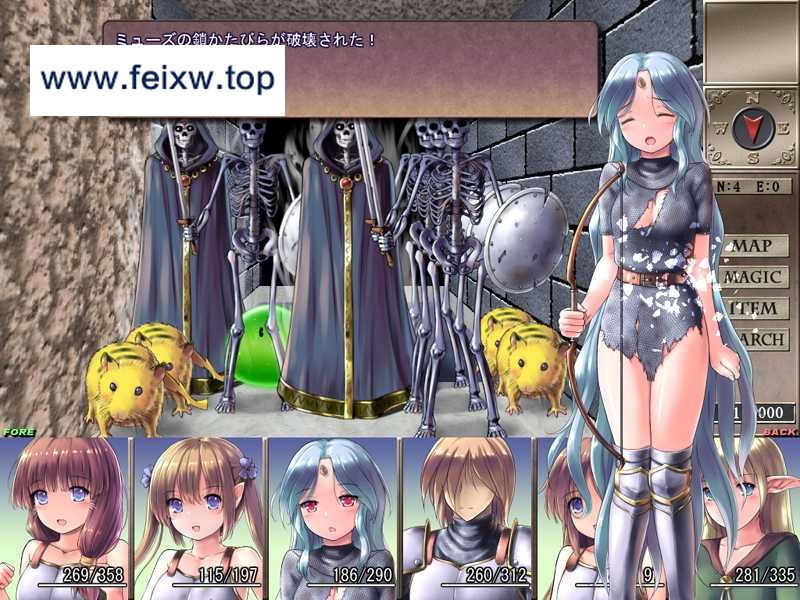 ミューズの鎖かたびらが破壊された！
www.feixw.top
N
W E
S
N:4 E:0
MAP
MAGIC
ITEM
ARCH
000
FORE
BACK
269/358
115/197
186/290
260/312
9
281/335